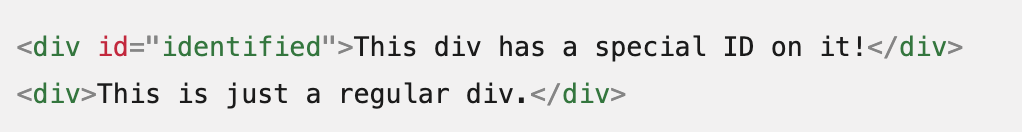 <div id="identified">This div has a special ID on it!</div>
<div>This is just a regular div.</div>